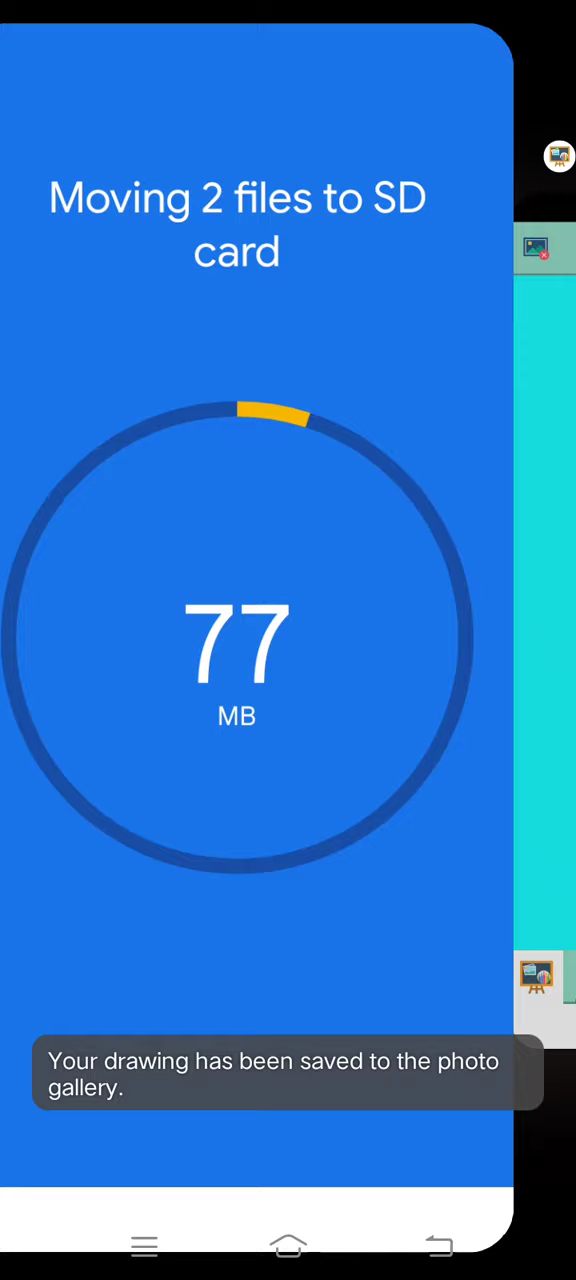 Moving 2 files to SD
card
77
MB
Your drawing has been saved to the photo
gallery.